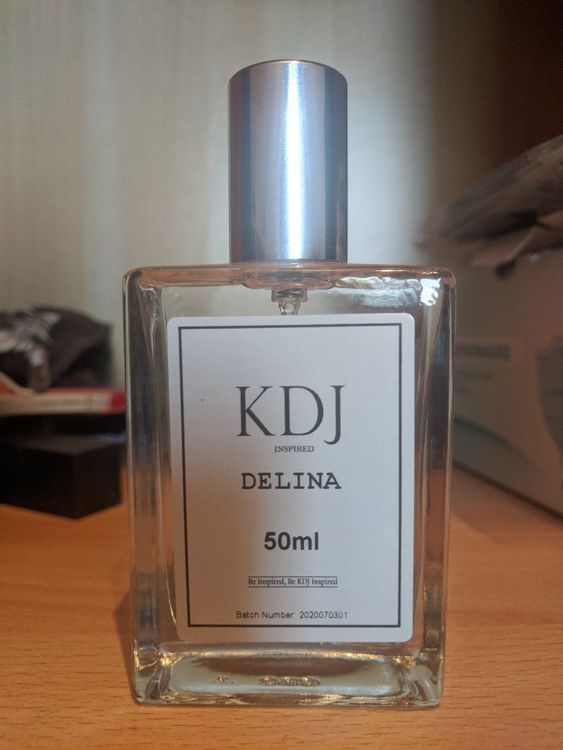 KDJ
INSPIRED
DELINA
50ml
Be Inspired, Be KDJ Inspired
Batch Number: 2020070301